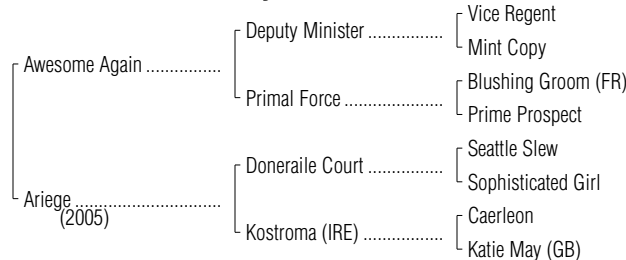 Vice Regent
Deputy Minister ..................
Mint Copy
Awesome Again ................
Blushing Groom (FR)
Primal Force .....................
Prime Prospect
Seattle Slew
Doneraile Court ..................
Sophisticated Girl
Ariege ...............................
(2005)
Caerleon
Kostroma (IRE) ..................
Katie May (GB)